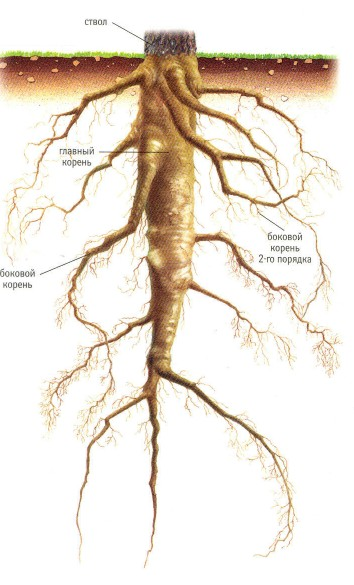 ствол
главный
корень
боковой
корень
2-го порядка
боковой
корень